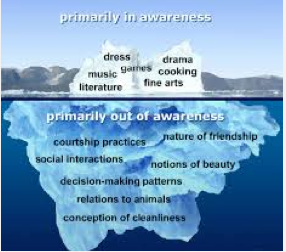 primarily in awareness
dress
drama
games
music
cooking
literature
fine arts
primarily out of awareness
nature of friendship
courtship practices
social interactions
notions of beauty
decision-making patterns
relations to animals
conception of cleanliness